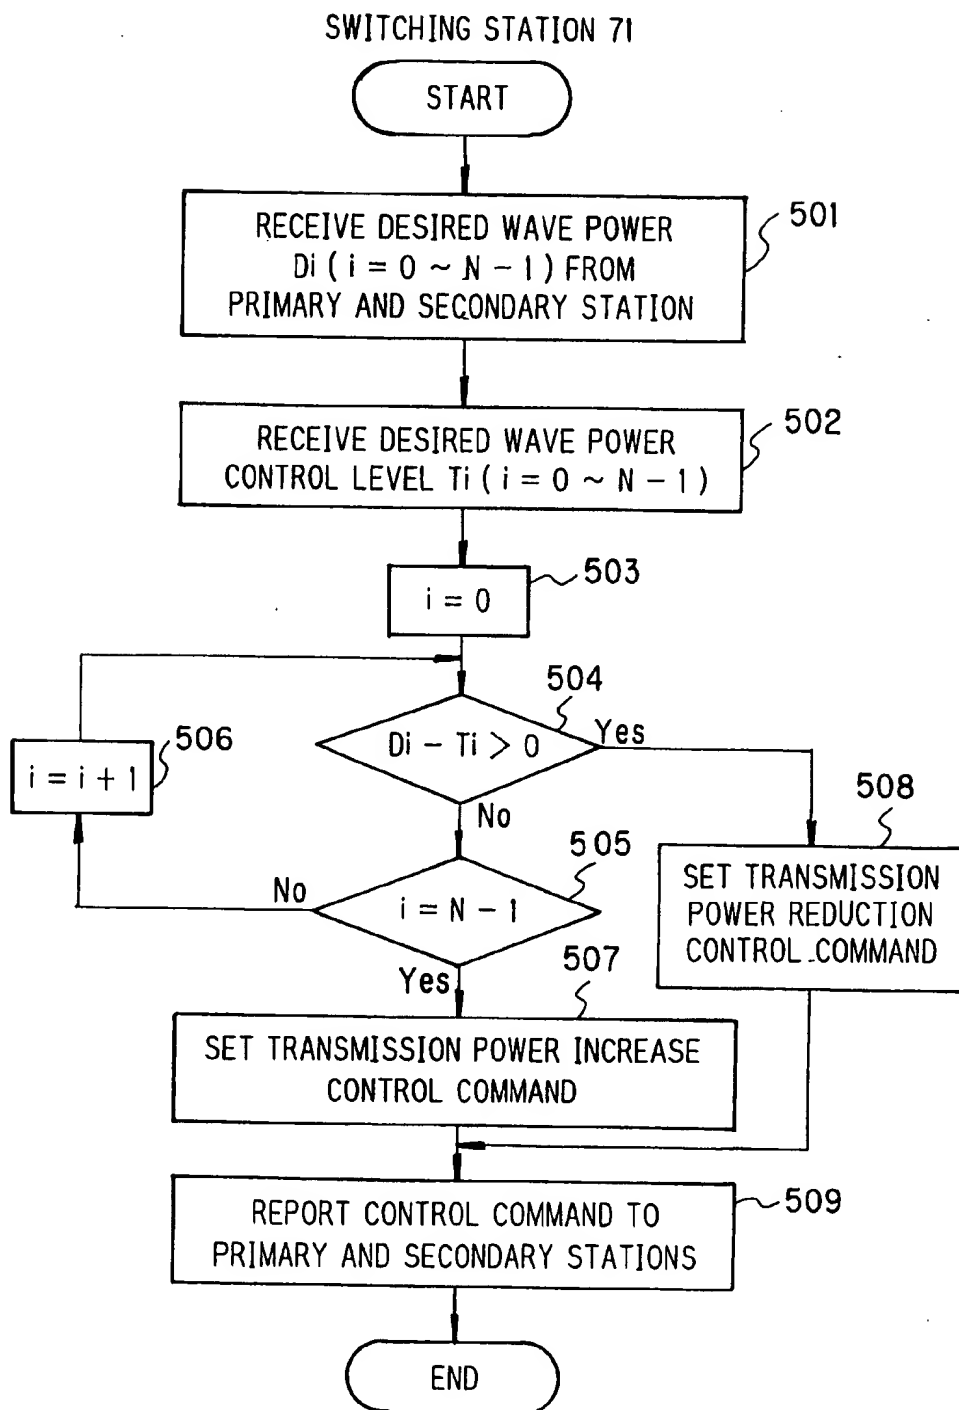 SWITCHING STATION 71
START
RECEIVE DESIRED WAVE POWER
Di ( i = 0 ~ N - 1 ) FROM
PRIMARY AND SECONDARY STATION
501
RECEIVE DESIRED WAVE POWER
CONTROL LEVEL Ti ( i = 0 ~ N - 1 )
502
i = 0
503
Di - Ti > 0
504
Yes
No
i = i + 1
506
i = N - 1
505
No
Yes
SET TRANSMISSION
POWER REDUCTION
CONTROL COMMAND
508
SET TRANSMISSION POWER INCREASE
CONTROL COMMAND
507
REPORT CONTROL COMMAND TO
PRIMARY AND SECONDARY STATIONS
509
END